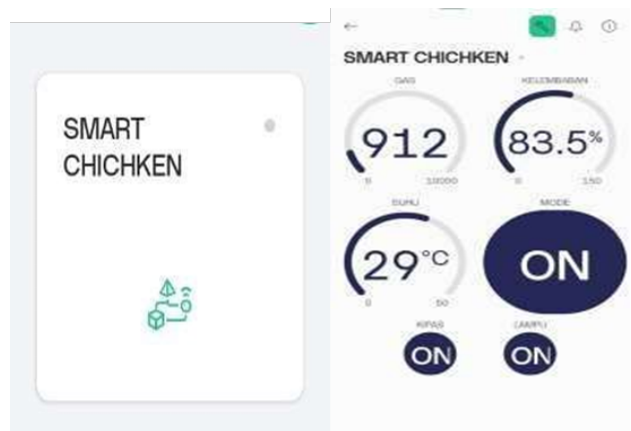 SMART
CHICHKEN
SMART CHICHKEN
GAS
KELEMBABAN
912
83.5%
0
10000
0
150
SUHU
MODE
29°C
ON
0
50
KIPAS
LAMPU
ON
ON